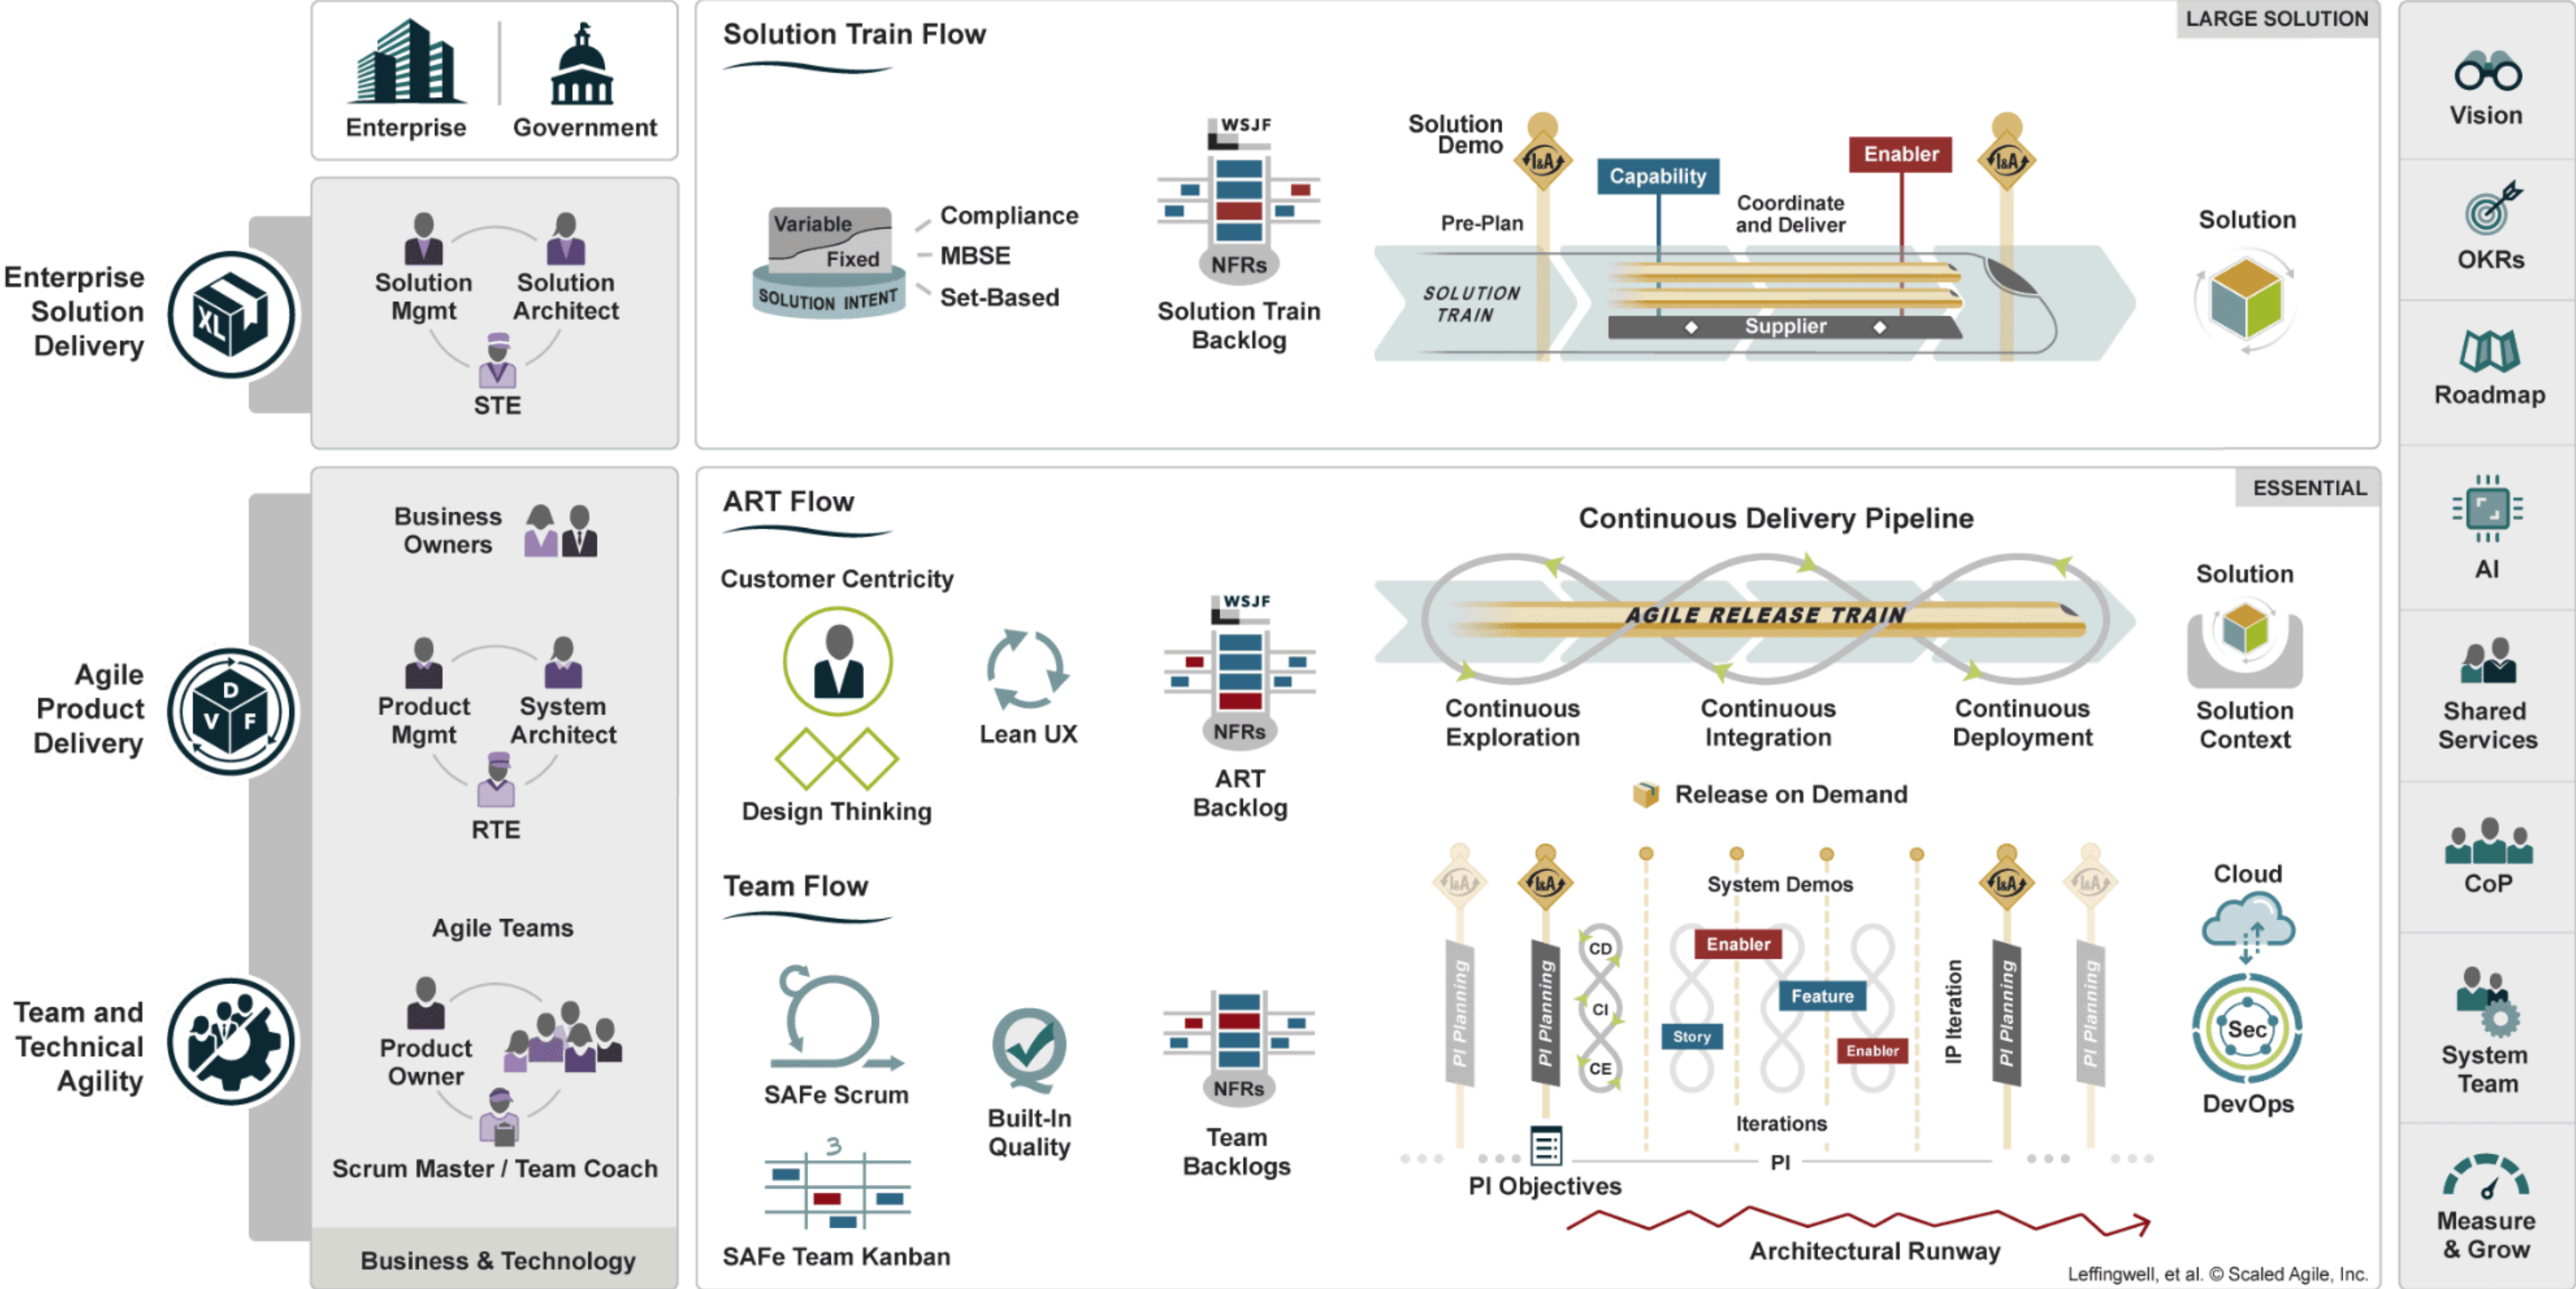 Enterprise
Government
Enterprise
Solution
Delivery
XL
Solution
Mgmt
Solution
Architect
STE
Solution Train Flow
LARGE SOLUTION
Variable
Fixed
SOLUTION INTENT
Compliance
MBSE
Set-Based
WSJF
NFRs
Solution Train
Backlog
Solution
Demo
I&A
Capability
Enabler
I&A
Pre-Plan
Coordinate
and Deliver
SOLUTION
TRAIN
Supplier
Solution
Agile
Product
Delivery
D
V F
Business
Owners
Product
Mgmt
System
Architect
RTE
Team and
Technical
Agility
Agile Teams
Product
Owner
Scrum Master / Team Coach
Business & Technology
ART Flow
ESSENTIAL
Customer Centricity
Design Thinking
Lean UX
WSJF
NFRs
ART
Backlog
Continuous Delivery Pipeline
AGILE RELEASE TRAIN
Continuous
Exploration
Continuous
Integration
Continuous
Deployment
Release on Demand
Solution
Solution
Context
Team Flow
SAFe Scrum
3
SAFe Team Kanban
Built-In
Quality
NFRs
Team
Backlogs
I&A
I&A
System Demos
I&A
I&A
PI Planning
PI Planning
CD
CI
CE
Enabler
Feature
Story
Enabler
IP Iteration
PI Planning
PI Planning
Iterations
PI
PI Objectives
Architectural Runway
Cloud
Sec
DevOps
Leffingwell, et al. © Scaled Agile, Inc.
Vision
OKRs
Roadmap
AI
Shared
Services
CoP
System
Team
Measure
& Grow